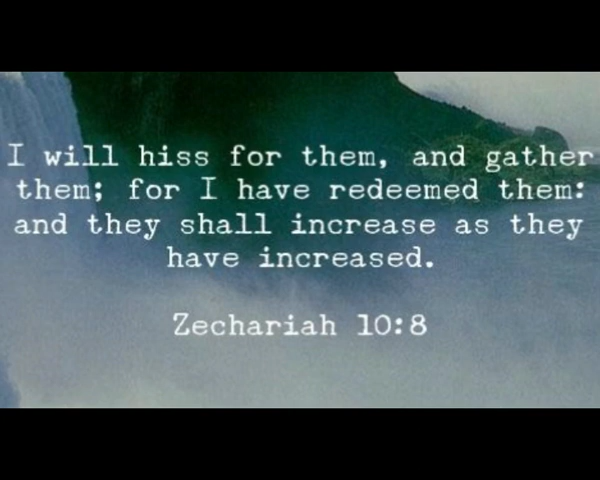 I will hiss for them, and gather
them; for I have redeemed them:
and they shall increase as they
have increased.
Zechariah 10:8